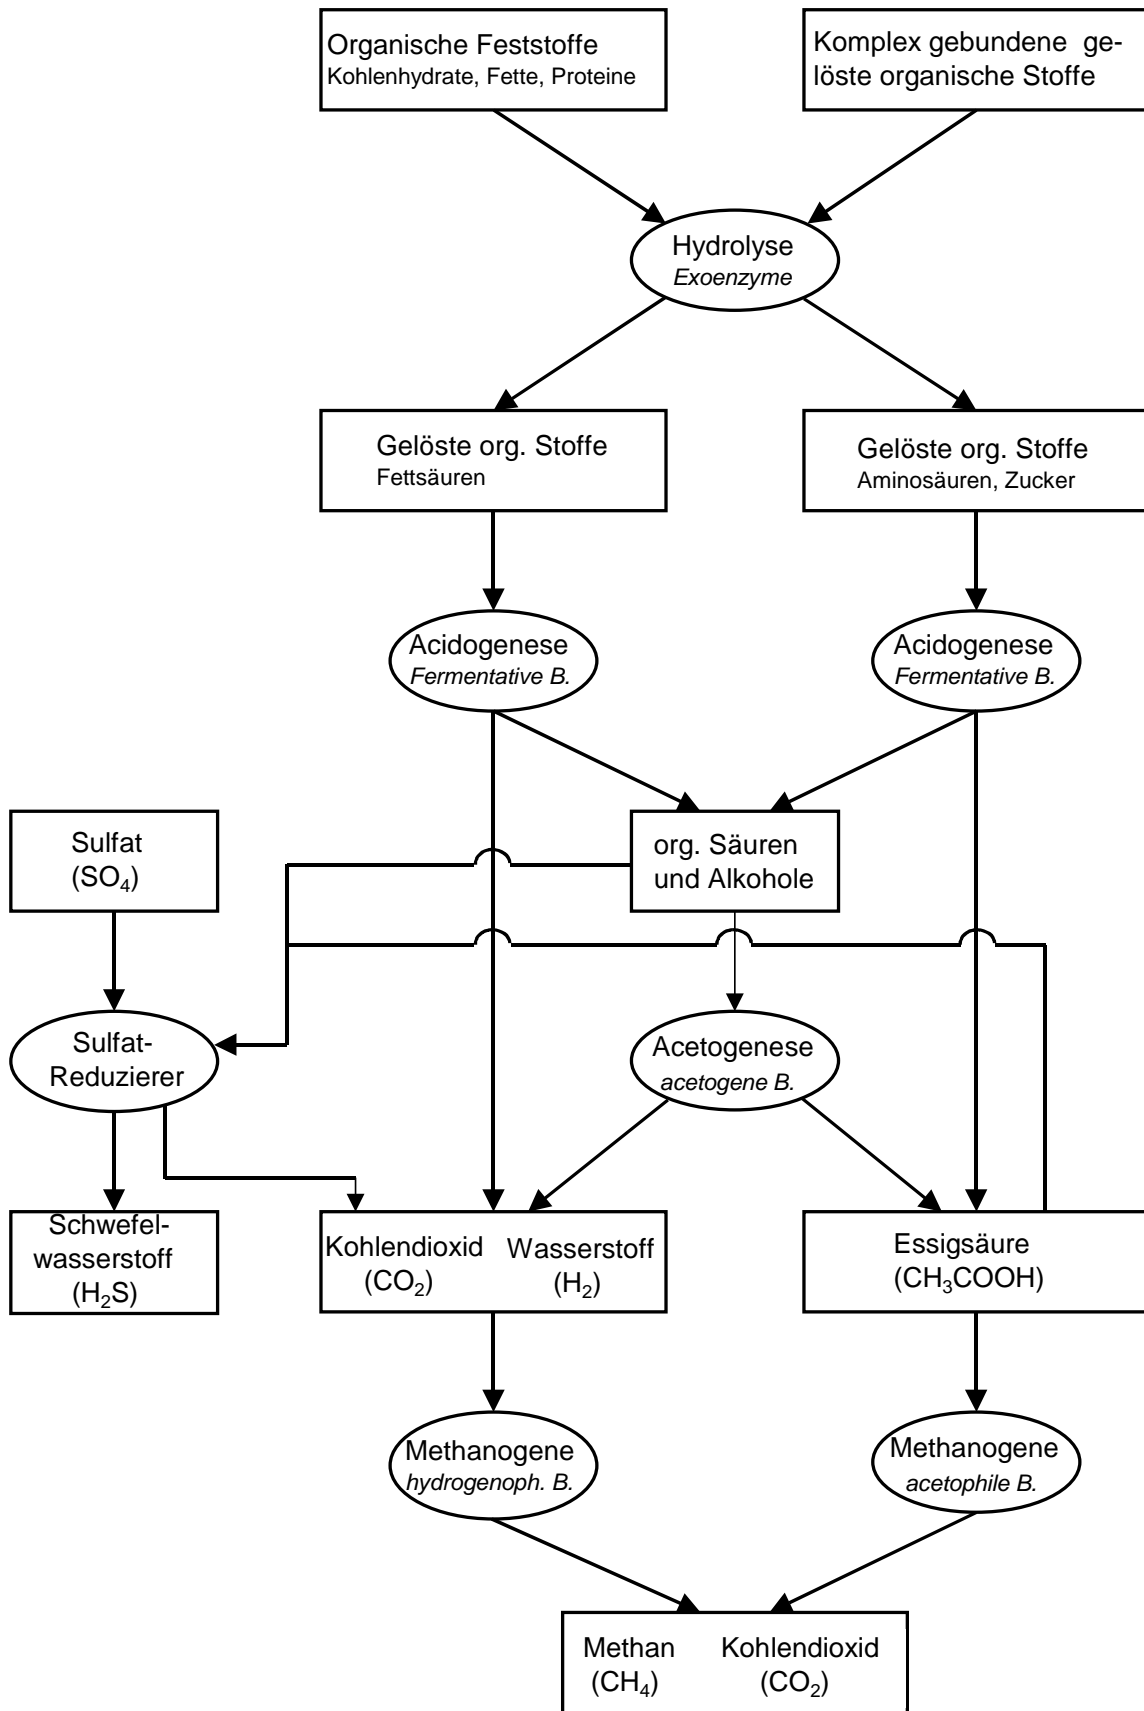 Organische Feststoffe
Kohlenhydrate, Fette, Proteine
Komplex gebundene ge-
löste organische Stoffe
Hydrolyse
Exoenzyme
Gelöste org. Stoffe
Fettsäuren
Gelöste org. Stoffe
Aminosäuren, Zucker
Acidogenese
Fermentative B.
Acidogenese
Fermentative B.
Sulfat
(SO₄)
org. Säuren
und Alkohole
Sulfat-
Reduzierer
Acetogenese
acetogene B.
Schwefel-
wasserstoff
(H₂S)
Kohlendioxid
(CO₂)
Wasserstoff
(H₂)
Essigsäure
(CH₃COOH)
Methanogene
hydrogenoph. B.
Methanogene
acetophile B.
Methan
(CH₄)
Kohlendioxid
(CO₂)